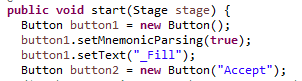 public void start(Stage stage) {
Button button1 = new Button();
button1.setMnemonicParsing(true);
button1.setText("_Fill");
Button button2 = new Button("Accept");